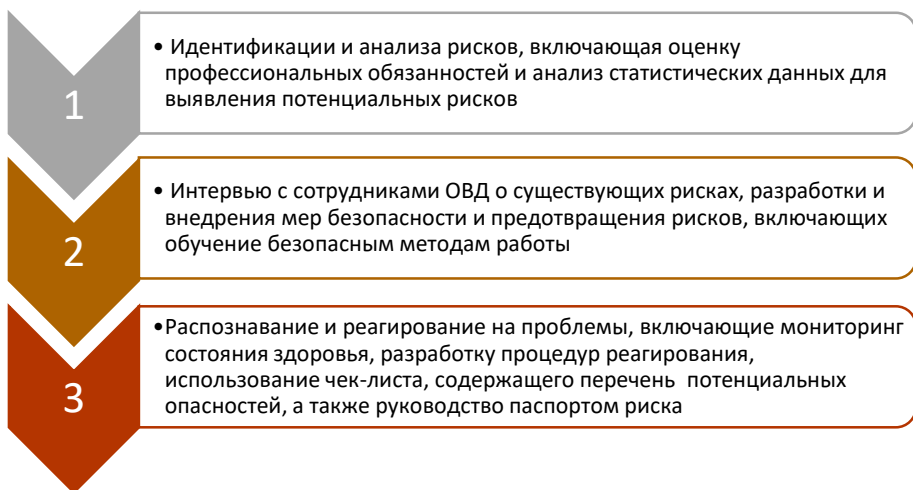 1
• Идентификации и анализа рисков, включающая оценку
профессиональных обязанностей и анализ статистических данных для
выявления потенциальных рисков
2
• Интервью с сотрудниками ОВД о существующих рисках, разработки и
внедрения мер безопасности и предотвращения рисков, включающих
обучение безопасным методам работы
3
•Распознавание и реагирование на проблемы, включающие мониторинг
состояния здоровья, разработку процедур реагирования,
использование чек-листа, содержащего перечень потенциальных
опасностей, а также руководство паспортом риска